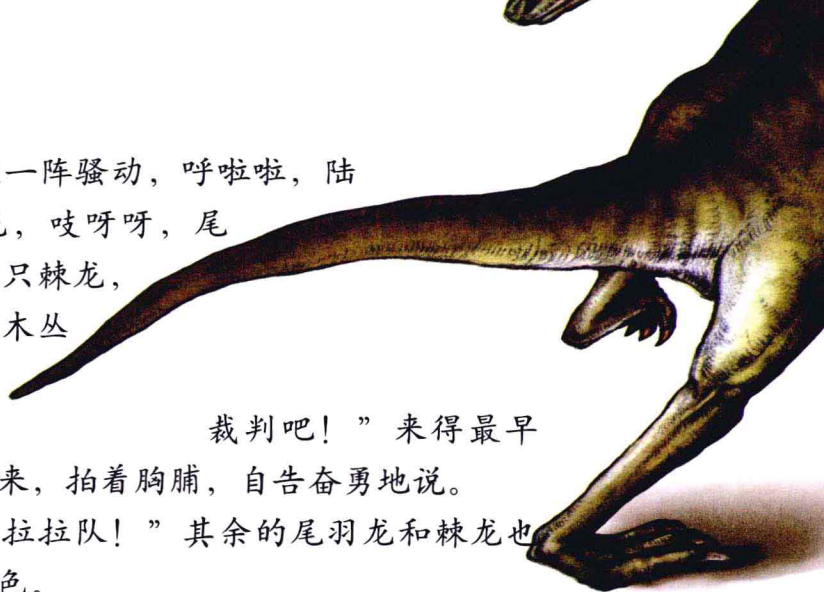 一阵骚动，呼啦啦，陆
，吱呀呀，尾
只棘龙，
木丛
裁判吧！”来得最早
来，拍着胸脯，自告奋勇地说。
拉拉队！”其余的尾羽龙和棘龙也
色。